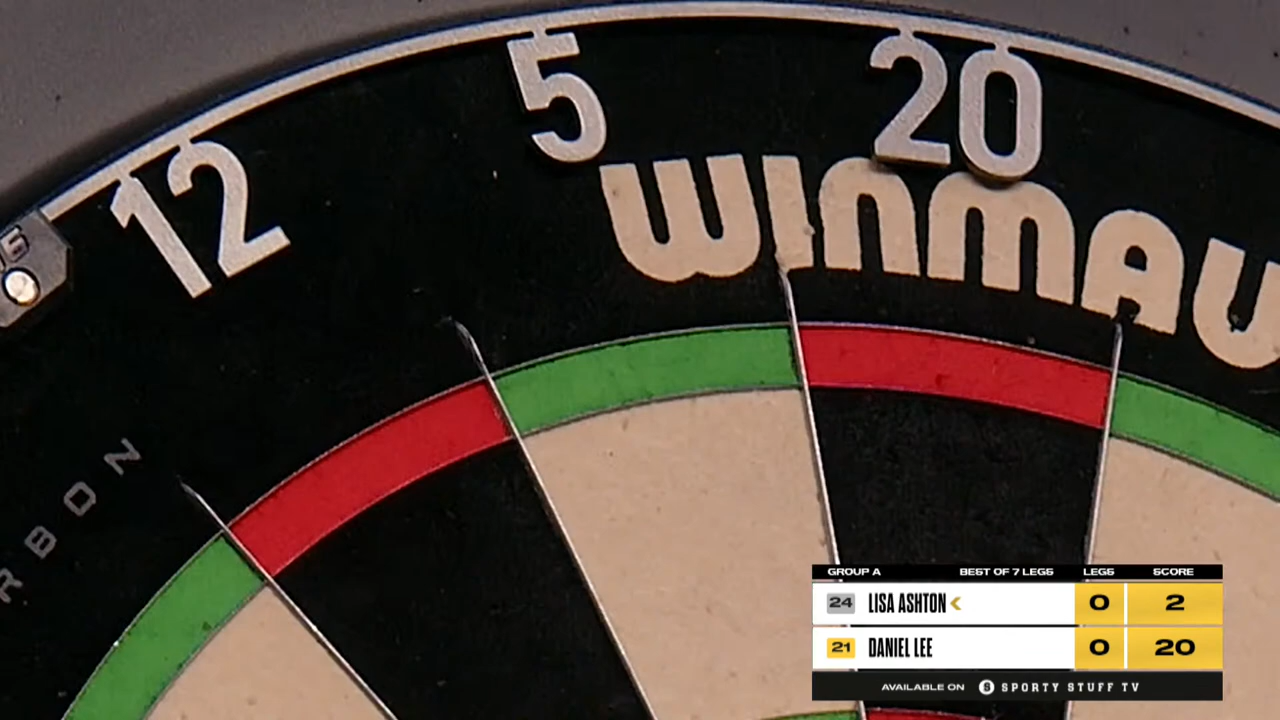 5
20
12
WINMAU
RBON
GROUP A BEST OF 7 LEGS LEGS SCORE
24 LISA ASHTON 0 2
21 DANIEL LEE 0 20
AVAILABLE ON S SPORTY STUFF TV